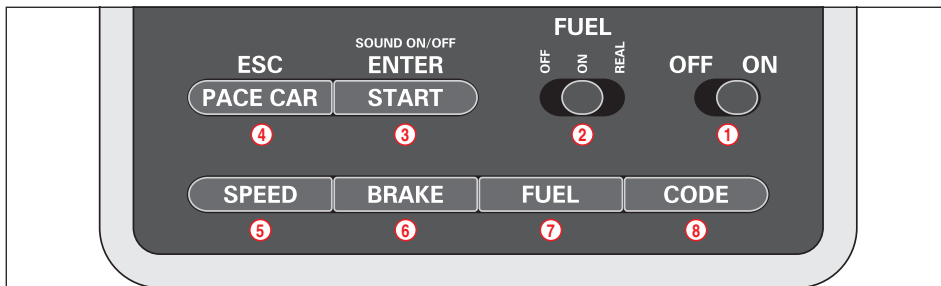 FUEL
SOUND ON/OFF
ESC ENTER OFF ON REAL OFF ON
PACE CAR START
4 3 2 1
SPEED BRAKE FUEL CODE
5 6 7 8